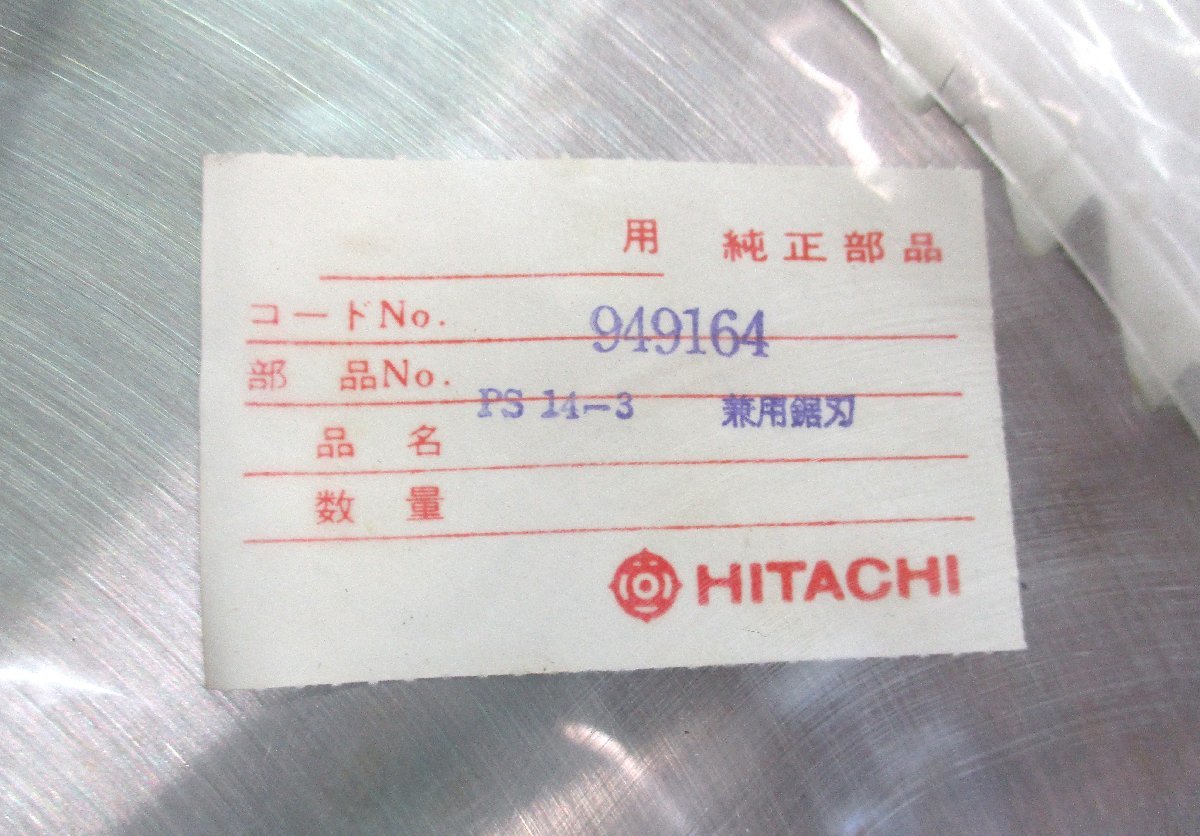 用 純正部品
コードNo. 949164
部 品No.
PS 14-3 兼用鋸刃
品 名
数 量
HITACHI